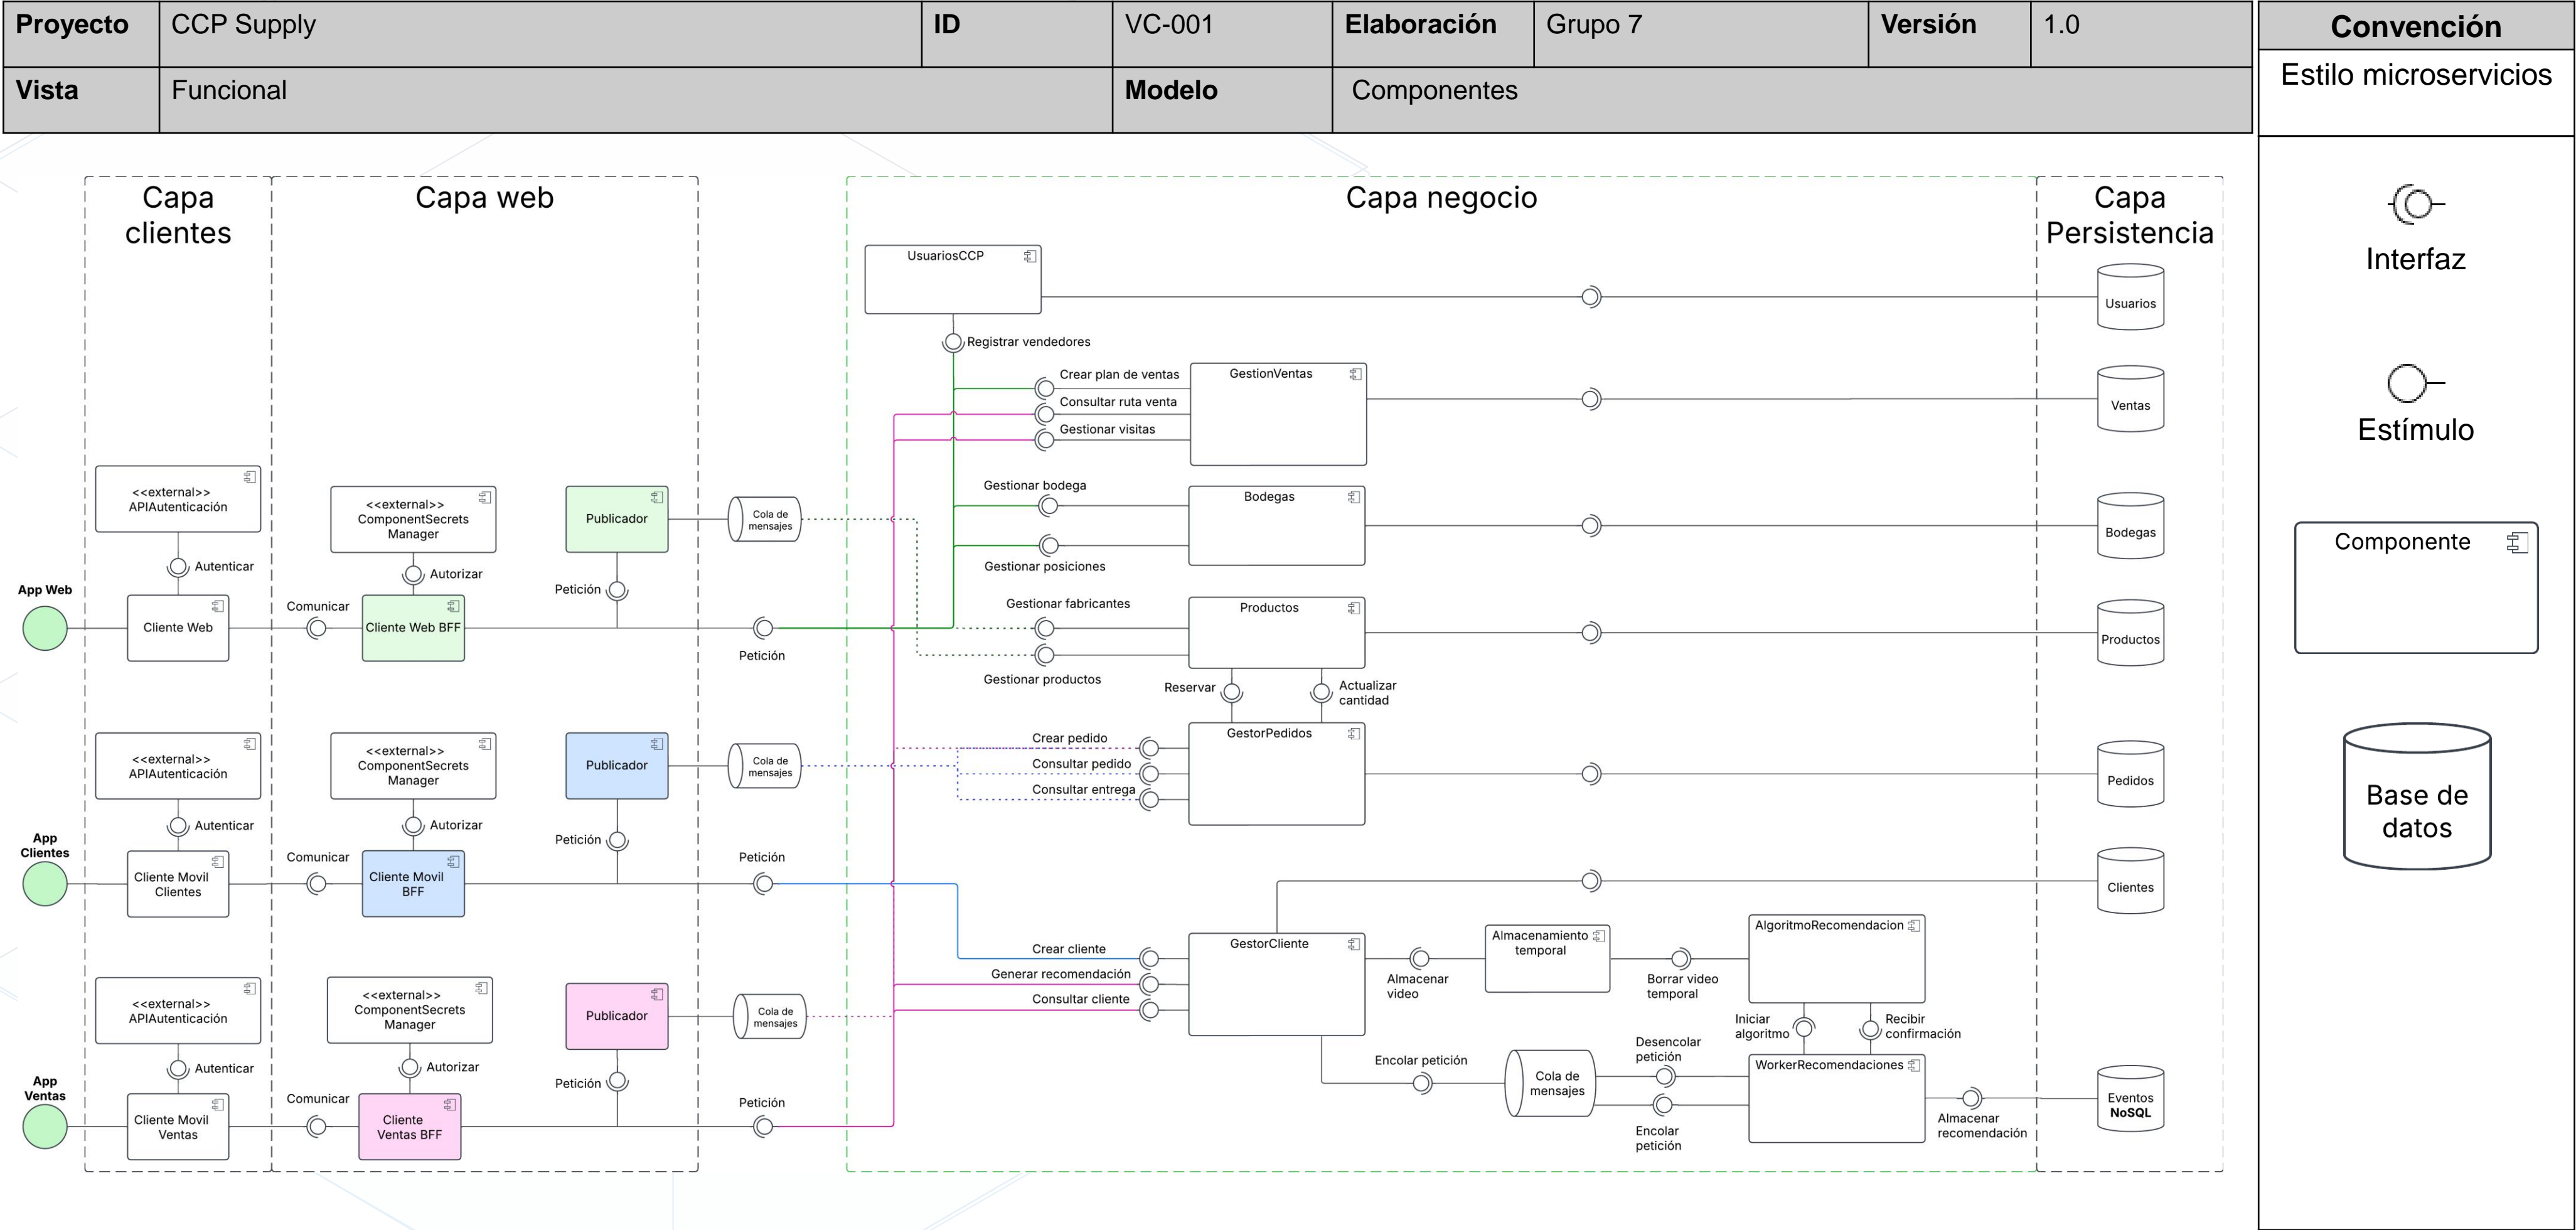 Proyecto
CCP Supply
ID
VC-001
Elaboración
Grupo 7
Versión
1.0
Vista
Funcional
Modelo
Componentes
Convención
Estilo microservicios
Interfaz
Estímulo
Componente
Base de
datos
Capa
clientes
Capa web
Capa negocio
Capa
Persistencia
UsuariosCCP
Usuarios
Registrar vendedores
Crear plan de ventas
Consultar ruta venta
Gestionar visitas
GestionVentas
Ventas
<<external>>
APIAutenticación
Autenticar
<<external>>
ComponentSecrets
Manager
Autorizar
Publicador
Cola de
mensajes
Petición
App Web
Cliente Web
Comunicar
Cliente Web BFF
Petición
Gestionar bodega
Gestionar posiciones
Bodegas
Bodegas
Gestionar fabricantes
Gestionar productos
Productos
Productos
Reservar
Actualizar
cantidad
<<external>>
APIAutenticación
Autenticar
<<external>>
ComponentSecrets
Manager
Autorizar
Publicador
Cola de
mensajes
Petición
App
Clientes
Cliente Movil
Clientes
Comunicar
Cliente Movil
BFF
Petición
Crear pedido
Consultar pedido
Consultar entrega
GestorPedidos
Pedidos
Clientes
Crear cliente
Generar recomendación
Consultar cliente
GestorCliente
Almacenar
video
Almacenamiento
temporal
Borrar video
temporal
AlgoritmoRecomendacion
Iniciar
algoritmo
Recibir
confirmación
<<external>>
APIAutenticación
Autenticar
<<external>>
ComponentSecrets
Manager
Autorizar
Publicador
Cola de
mensajes
Petición
App
Ventas
Cliente Movil
Ventas
Comunicar
Cliente
Ventas BFF
Petición
Encolar petición
Cola de
mensajes
Desencolar
petición
Encolar
petición
WorkerRecomendaciones
Almacenar
recomendación
Eventos
NoSQL